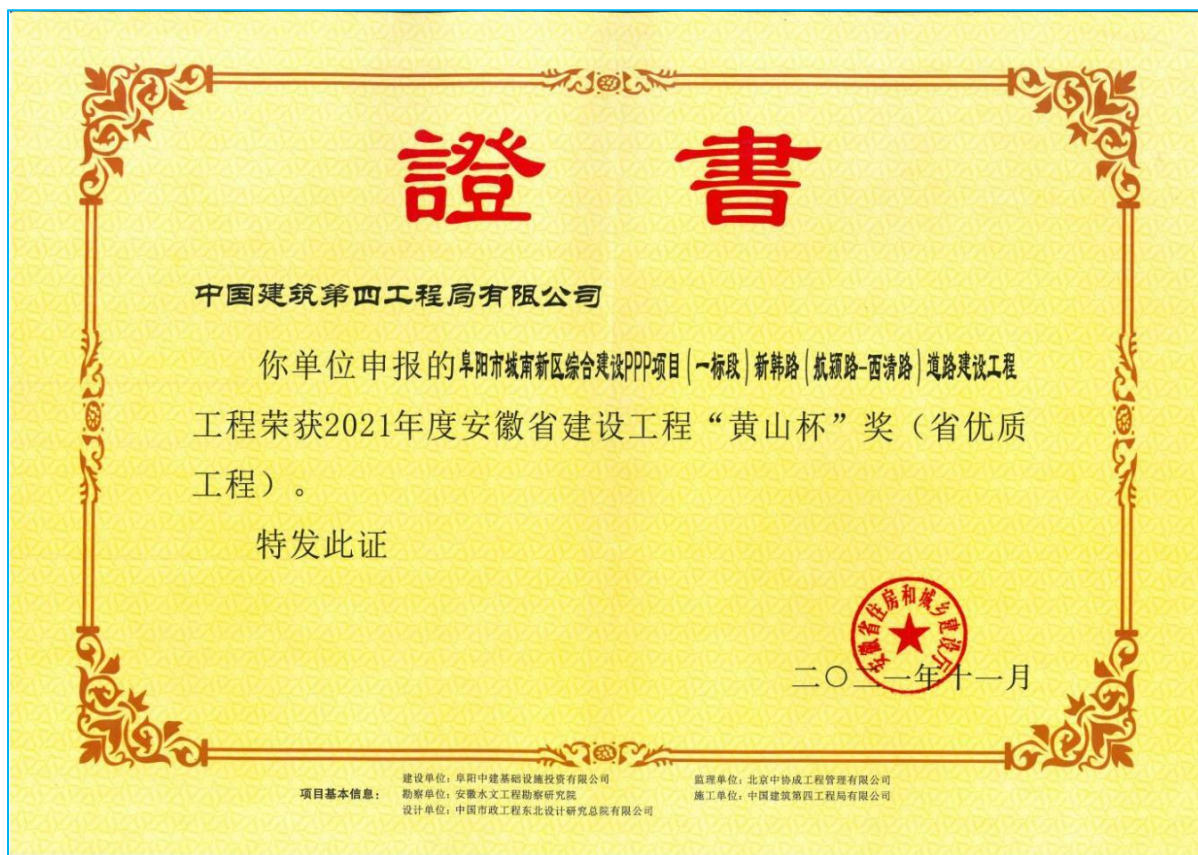 證 書
中国建筑第四工程局有限公司
你单位申报的阜阳市城南新区综合建设PPP项目(一标段)新韩路(航颍路-西清路)道路建设工程
工程荣获2021年度安徽省建设工程“黄山杯”奖（省优质
工程）。
特发此证
安徽省住房和城乡建设厅
二〇二一年十一月
项目基本信息：
建设单位：阜阳中建基础设施投资有限公司
勘察单位：安徽水文工程勘察研究院
设计单位：中国市政工程东北设计研究总院有限公司
监理单位：北京中协成工程管理有限公司
施工单位：中国建筑第四工程局有限公司